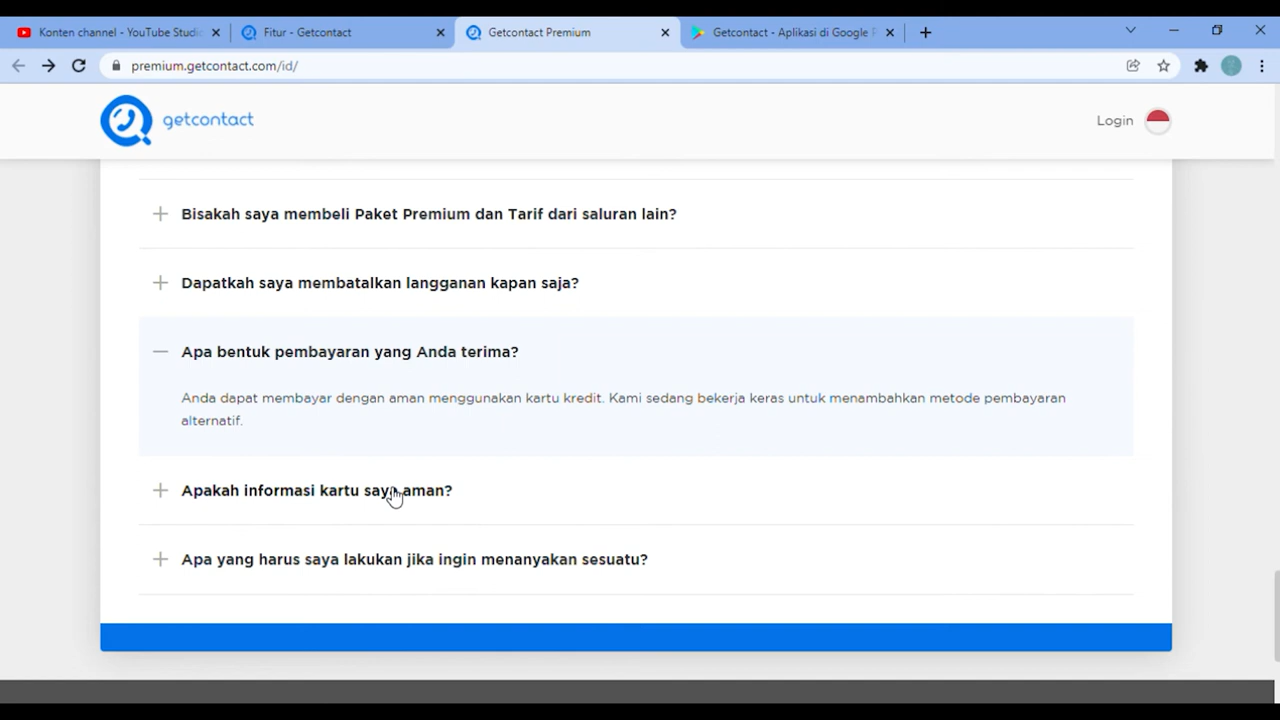 Konten channel - YouTube Studio
Fitur - Getcontact
Getcontact Premium
Getcontact - Aplikasi di Google P
premium.getcontact.com/id/
getcontact
Login
Bisakah saya membeli Paket Premium dan Tarif dari saluran lain?
Dapatkah saya membatalkan langganan kapan saja?
Apa bentuk pembayaran yang Anda terima?
Anda dapat membayar dengan aman menggunakan kartu kredit. Kami sedang bekerja keras untuk menambahkan metode pembayaran
alternatif.
Apakah informasi kartu saya aman?
Apa yang harus saya lakukan jika ingin menanyakan sesuatu?